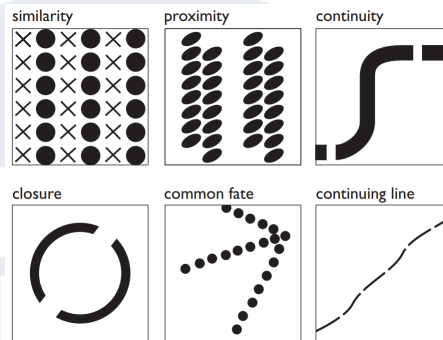 similarity
proximity
continuity
closure
common fate
continuing line